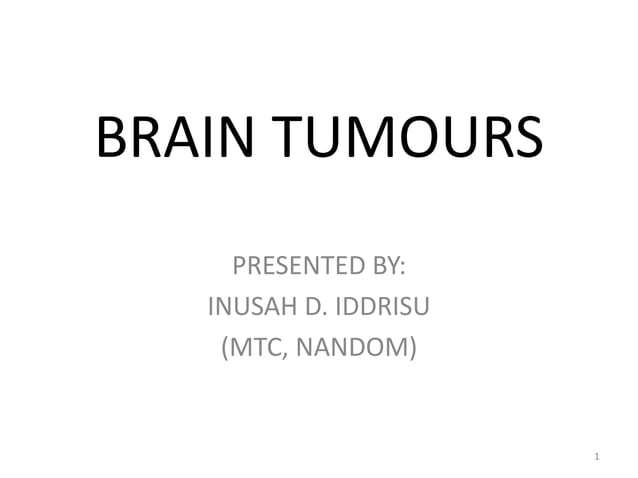 BRAIN TUMOURS
PRESENTED BY:
INUSAH D. IDDRISU
(MTC, NANDOM)
1